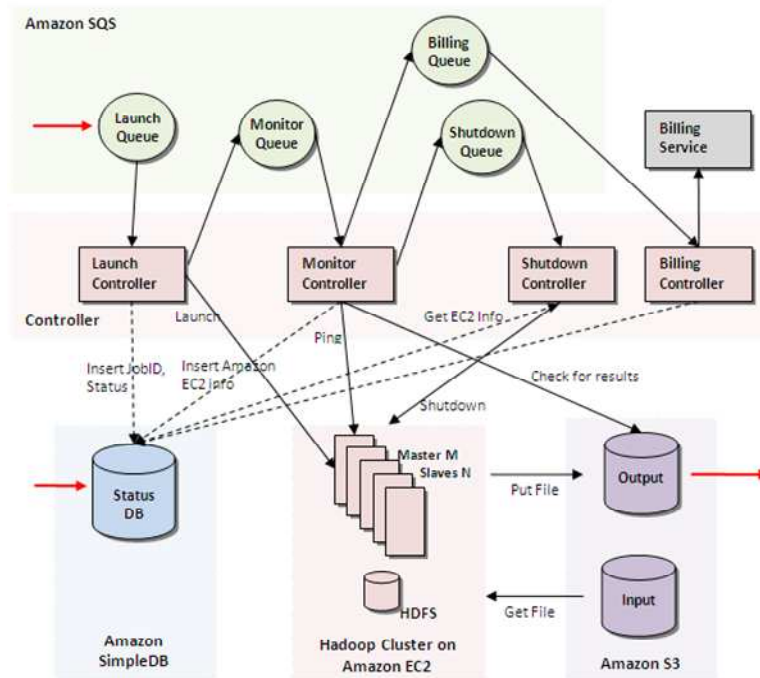 Amazon SQS
Billing
Queue
Launch
Queue
Monitor
Queue
Shutdown
Queue
Billing
Service
Launch
Controller
Monitor
Controller
Shutdown
Controller
Billing
Controller
Controller
Launch
Ping
Get EC2 Info
Insert JobID,
Status
Insert Amazon
EC2 info
Check for results
Shutdown
Master M
Slaves N
Status
DB
Put File
Output
HDFS
Get File
Input
Amazon
SimpleDB
Hadoop Cluster on
Amazon EC2
Amazon S3